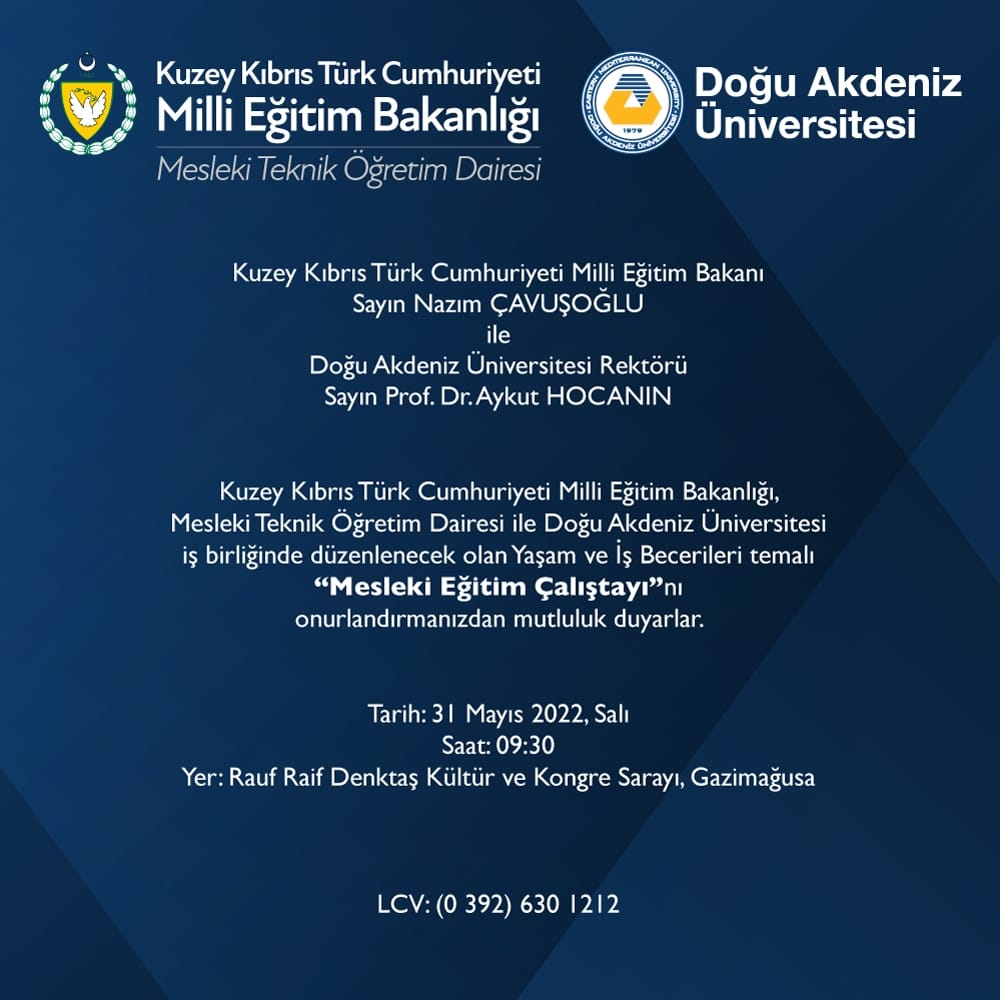 Kuzey Kıbrıs Türk Cumhuriyeti
Milli Eğitim Bakanlığı
Mesleki Teknik Öğretim Dairesi
EASTERN MEDITERRANEAN UNIVERSITY
DOĞU AKDENİZ ÜNİVERSİTESİ
1979
Doğu Akdeniz
Üniversitesi
Kuzey Kıbrıs Türk Cumhuriyeti Milli Eğitim Bakanı
Sayın Nazım ÇAVUŞOĞLU
ile
Doğu Akdeniz Üniversitesi Rektörü
Sayın Prof. Dr. Aykut HOCANIN
Kuzey Kıbrıs Türk Cumhuriyeti Milli Eğitim Bakanlığı,
Mesleki Teknik Öğretim Dairesi ile Doğu Akdeniz Üniversitesi
iş birliğinde düzenlenecek olan Yaşam ve İş Becerileri temalı
“Mesleki Eğitim Çalıştayı”nı
onurlandırmanızdan mutluluk duyarlar.
Tarih: 31 Mayıs 2022, Salı
Saat: 09:30
Yer: Rauf Raif Denktaş Kültür ve Kongre Sarayı, Gazimağusa
LCV: (0 392) 630 1212